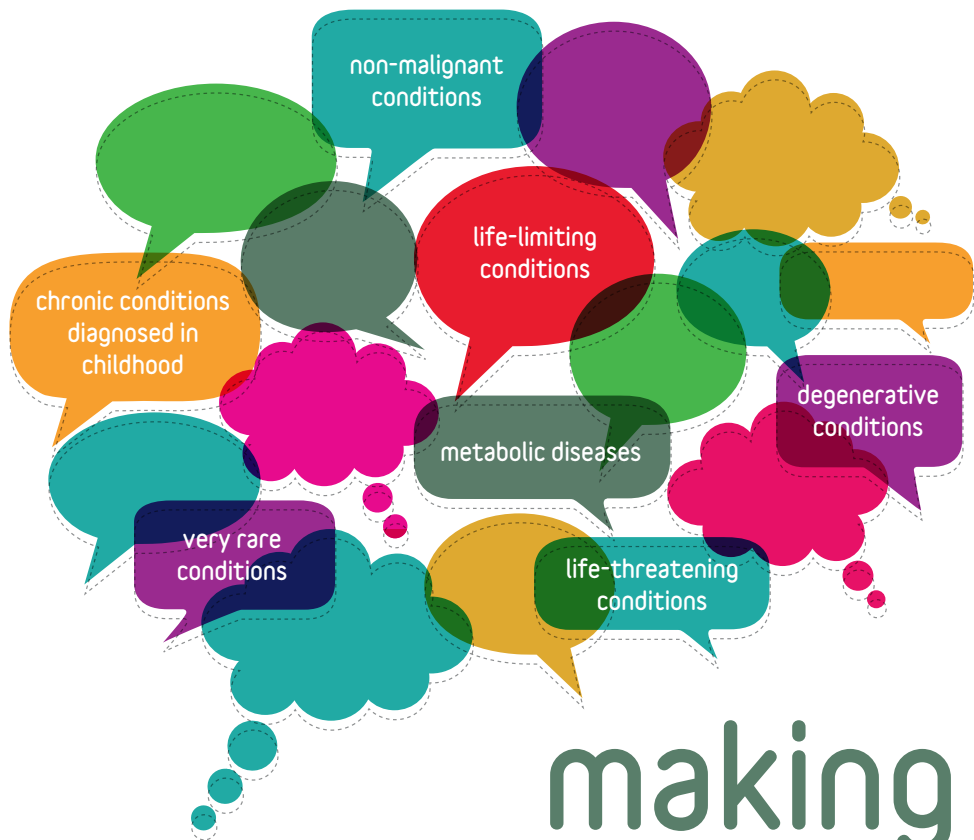 non-malignant
conditions
life-limiting
conditions
chronic conditions
diagnosed in
childhood
degenerative
conditions
metabolic diseases
very rare
conditions
life-threatening
conditions
making